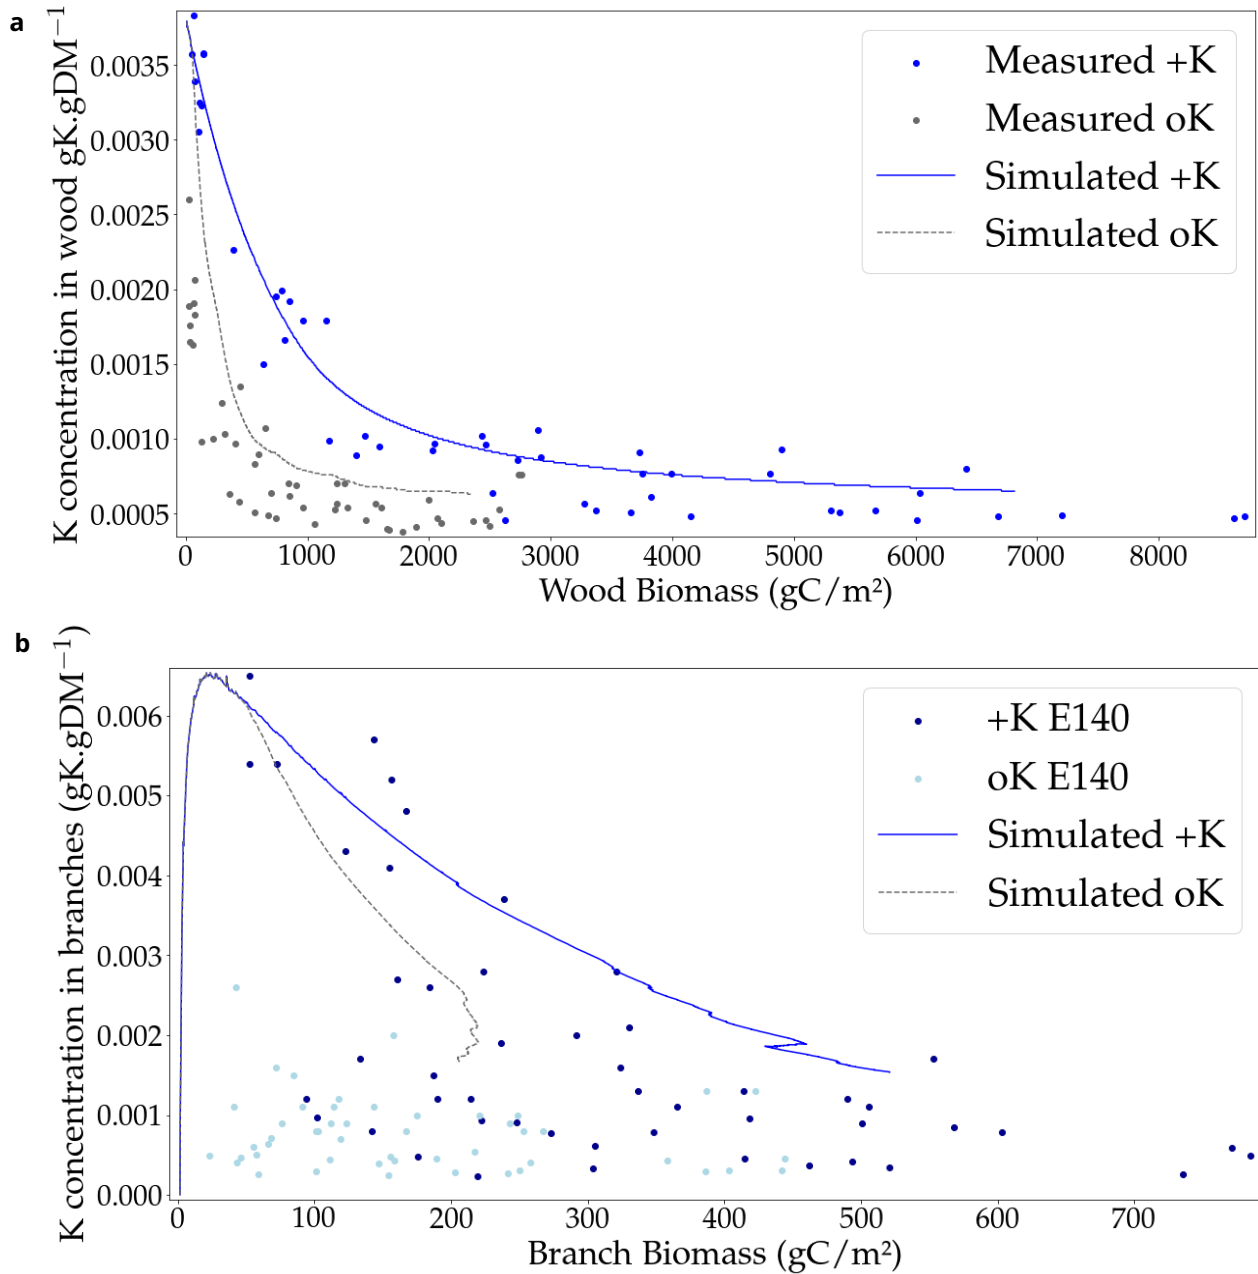 a
K concentration in wood gK.gDM⁻¹
0.0035
0.0030
0.0025
0.0020
0.0015
0.0010
0.0005
Measured +K
Measured oK
Simulated +K
Simulated oK
0 1000 2000 3000 4000 5000 6000 7000 8000
Wood Biomass (gC/m²)
b
K concentration in branches (gK.gDM⁻¹)
0.006
0.005
0.004
0.003
0.002
0.001
0.000
+K E140
oK E140
Simulated +K
Simulated oK
0 100 200 300 400 500 600 700
Branch Biomass (gC/m²)